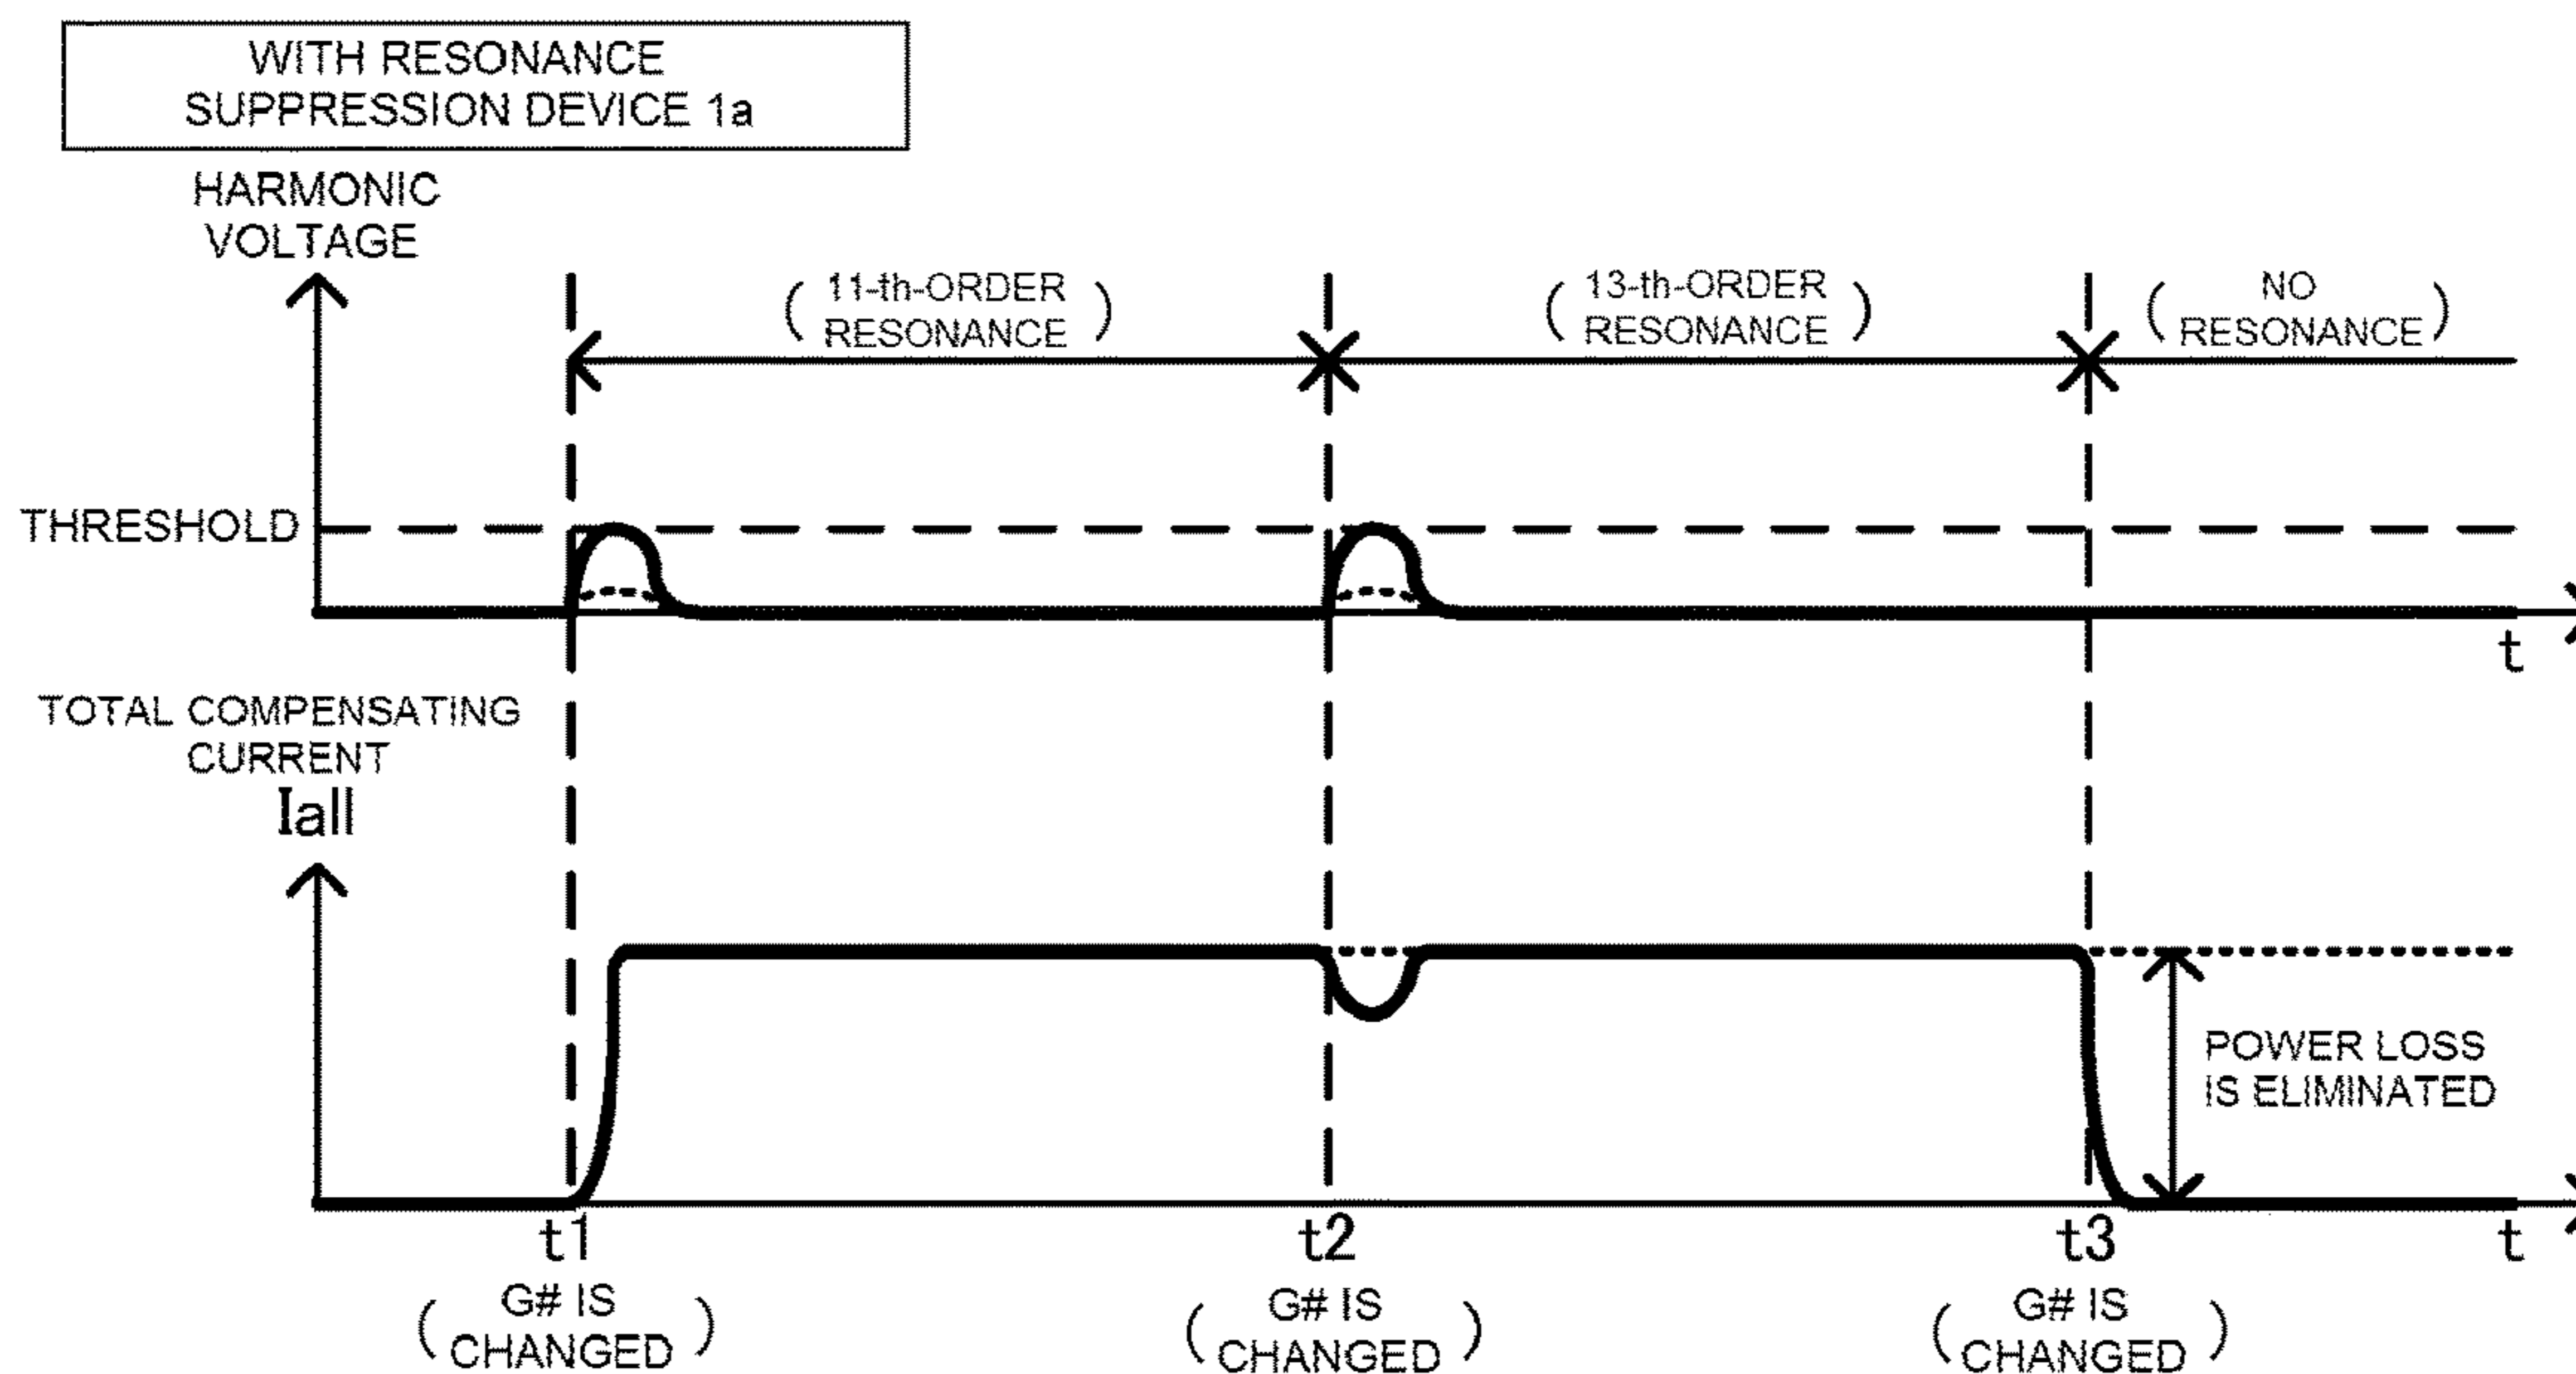 WITH RESONANCE
SUPPRESSION DEVICE 1a
HARMONIC
VOLTAGE
( 11-th-ORDER
RESONANCE )
( 13-th-ORDER
RESONANCE )
( NO
RESONANCE )
THRESHOLD
t
TOTAL COMPENSATING
CURRENT
Iall
POWER LOSS
IS ELIMINATED
t1
t2
t3
t
( G# IS
CHANGED )
( G# IS
CHANGED )
( G# IS
CHANGED )